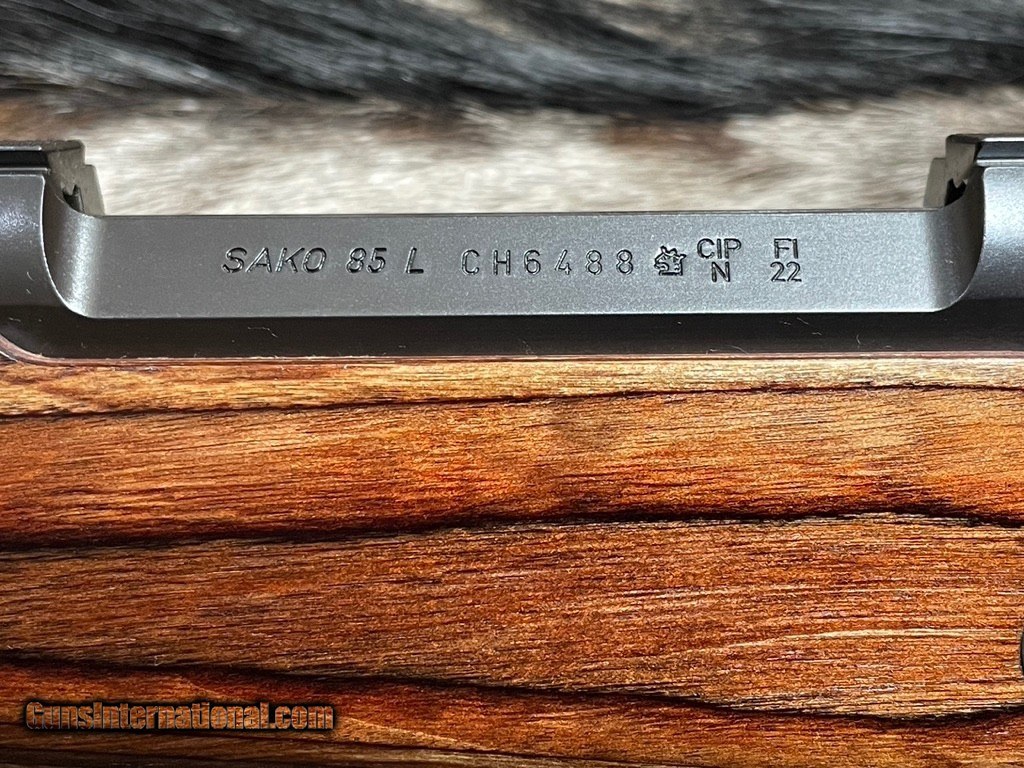 SAKO 85 L CH6488 CIP FI
N 22
GunsInternational.com